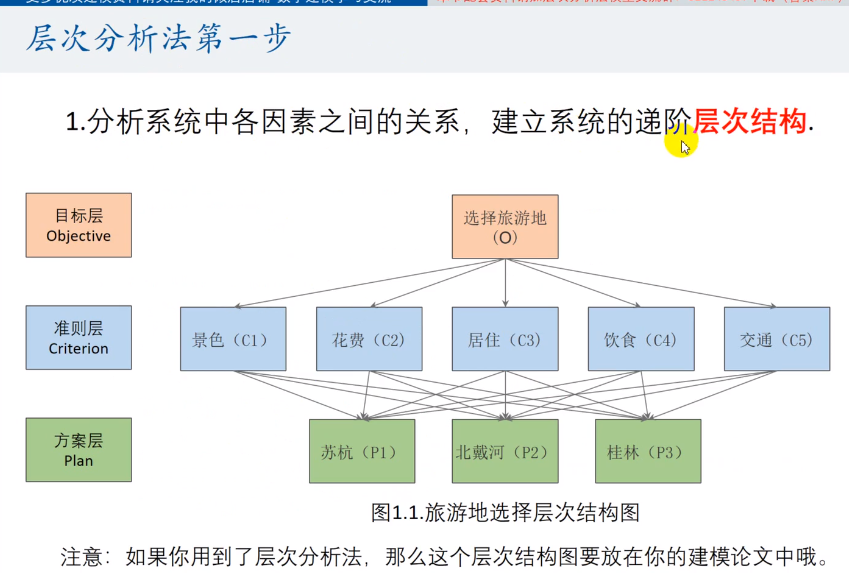 层次分析法第一步
1.分析系统中各因素之间的关系，建立系统的递阶层次结构.
目标层
Objective
选择旅游地
(O)
准则层
Criterion
景色（C1）
花费（C2）
居住（C3）
饮食（C4）
交通（C5）
方案层
Plan
苏杭（P1）
北戴河（P2）
桂林（P3）
图1.1.旅游地选择层次结构图
注意：如果你用到了层次分析法，那么这个层次结构图要放在你的建模论文中哦。